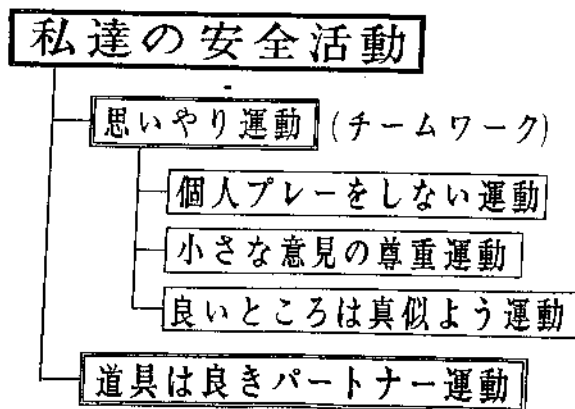 私達の安全活動
思いやり運動 (チームワーク)
個人プレーをしない運動
小さな意見の尊重運動
良いところは真似よう運動
道具は良きパートナー運動